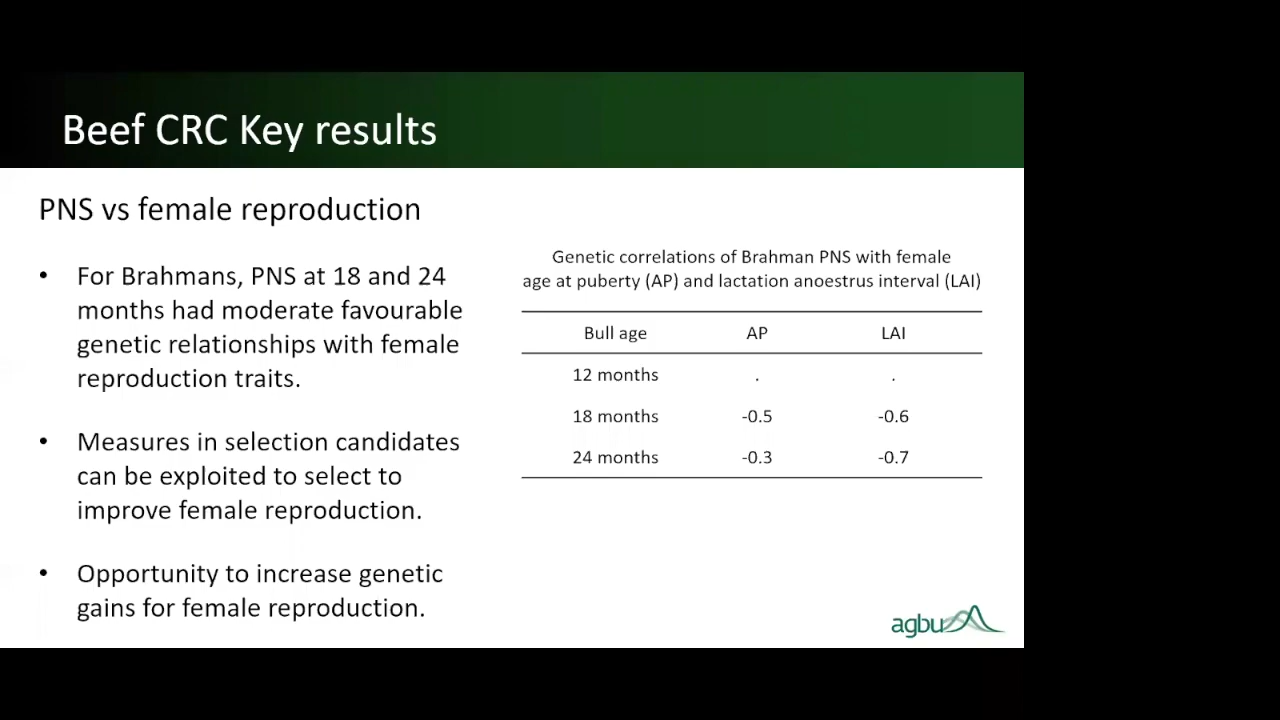 Beef CRC Key results
PNS vs female reproduction
• For Brahmans, PNS at 18 and 24
months had moderate favourable
genetic relationships with female
reproduction traits.
• Measures in selection candidates
can be exploited to select to
improve female reproduction.
• Opportunity to increase genetic
gains for female reproduction.
Genetic correlations of Brahman PNS with female
age at puberty (AP) and lactation anoestrus interval (LAI)
Bull age AP LAI
12 months . .
18 months -0.5 -0.6
24 months -0.3 -0.7
agbu